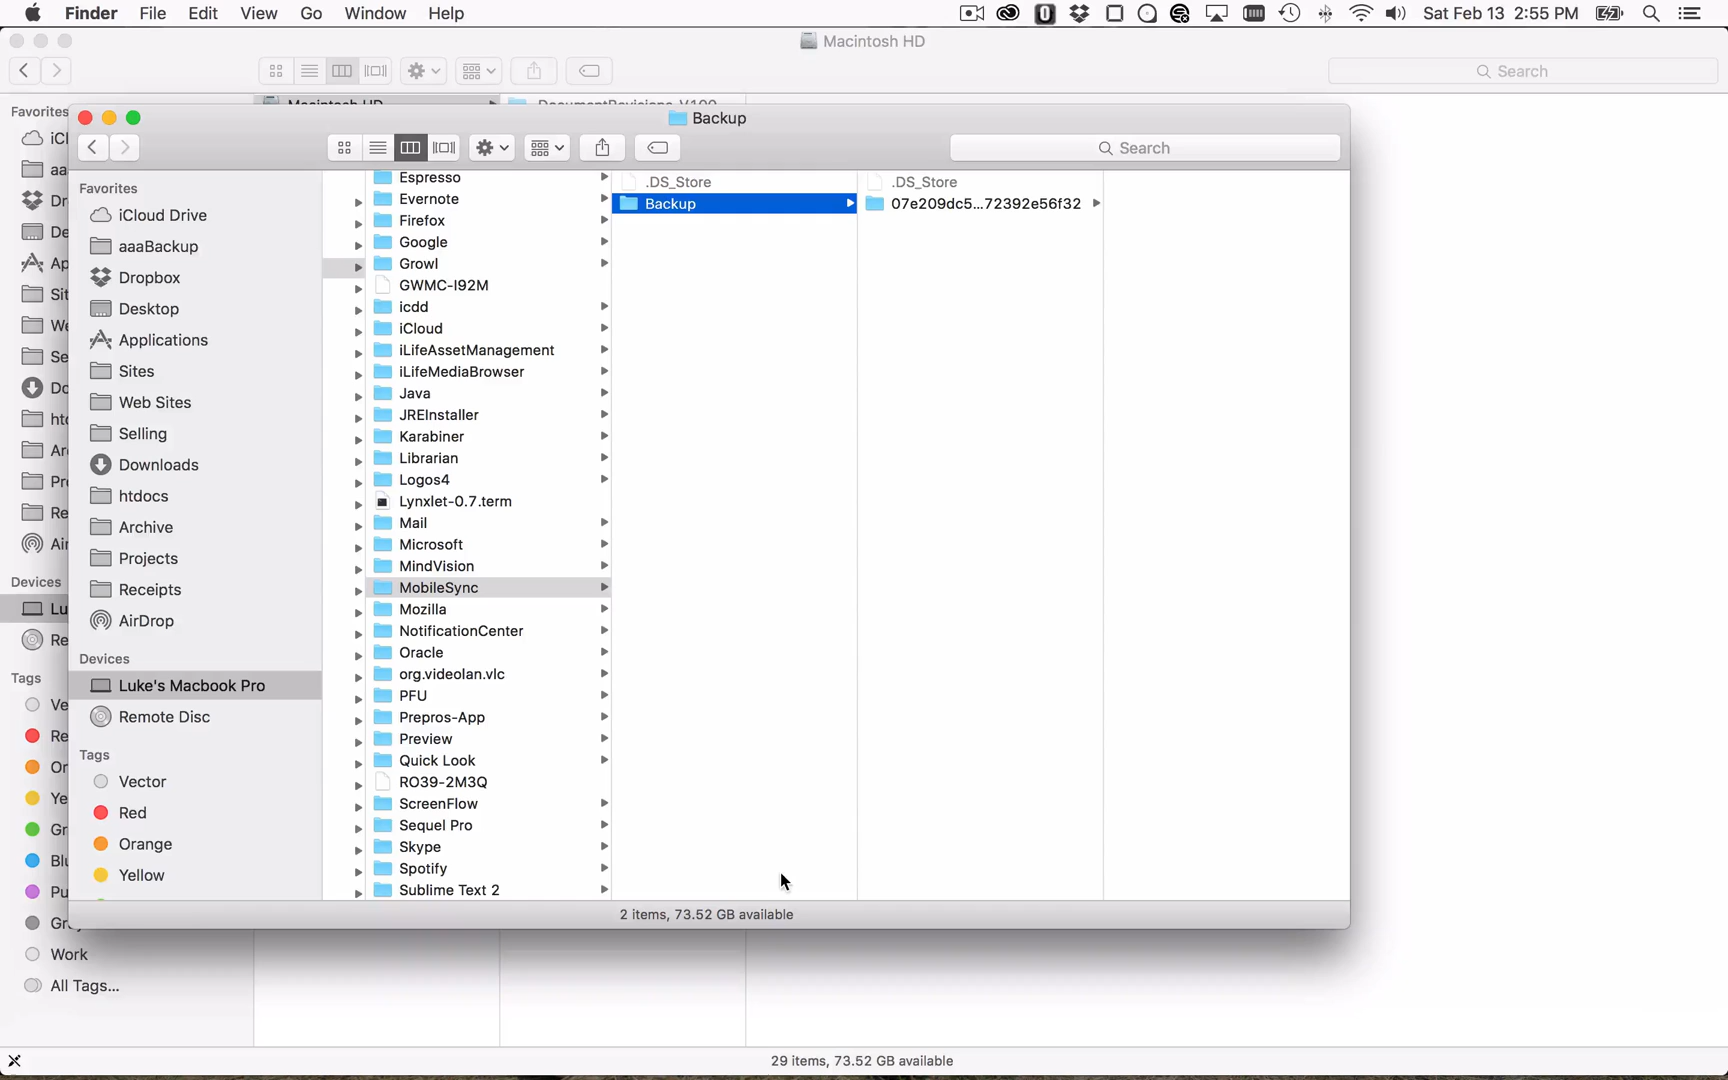 Finder File Edit View Go Window Help
Sat Feb 13 2:55 PM
Macintosh HD
Search
Favorites
Devices
Tags
Work
All Tags...
Backup
Search
Favorites
iCloud Drive
aaaBackup
Dropbox
Desktop
Applications
Sites
Web Sites
Selling
Downloads
htdocs
Archive
Projects
Receipts
AirDrop
Devices
Luke's Macbook Pro
Remote Disc
Tags
Vector
Red
Orange
Yellow
Espresso
Evernote
Firefox
Google
Growl
GWMC-I92M
icdd
iCloud
iLifeAssetManagement
iLifeMediaBrowser
Java
JREInstaller
Karabiner
Librarian
Logos4
Lynxlet-0.7.term
Mail
Microsoft
MindVision
MobileSync
Mozilla
NotificationCenter
Oracle
org.videolan.vlc
PFU
Prepros-App
Preview
Quick Look
RO39-2M3Q
ScreenFlow
Sequel Pro
Skype
Spotify
Sublime Text 2
.DS_Store
Backup
.DS_Store
07e209dc5...72392e56f32
2 items, 73.52 GB available
29 items, 73.52 GB available